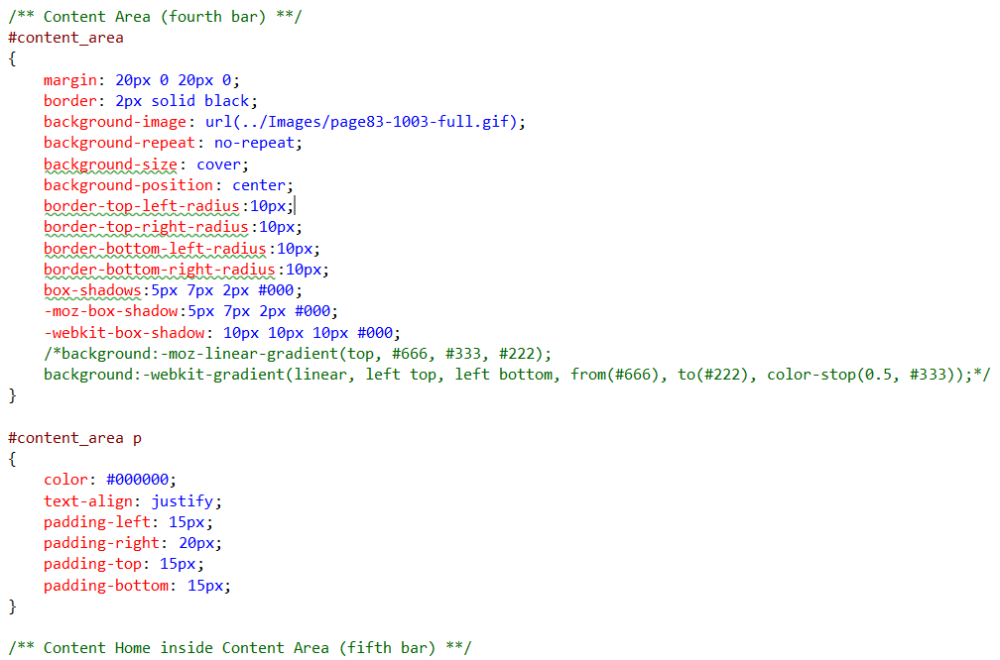 /** Content Area (fourth bar) **/
#content_area
{
    margin: 20px 0 20px 0;
    border: 2px solid black;
    background-image: url(../Images/page83-1003-full.gif);
    background-repeat: no-repeat;
    background-size: cover;
    background-position: center;
    border-top-left-radius:10px;
    border-top-right-radius:10px;
    border-bottom-left-radius:10px;
    border-bottom-right-radius:10px;
    box-shadows:5px 7px 2px #000;
    -moz-box-shadow:5px 7px 2px #000;
    -webkit-box-shadow: 10px 10px 10px #000;
    /*background:-moz-linear-gradient(top, #666, #333, #222);
    background:-webkit-gradient(linear, left top, left bottom, from(#666), to(#222), color-stop(0.5, #333));*/
}

#content_area p
{
    color: #000000;
    text-align: justify;
    padding-left: 15px;
    padding-right: 20px;
    padding-top: 15px;
    padding-bottom: 15px;
}

/** Content Home inside Content Area (fifth bar) **/